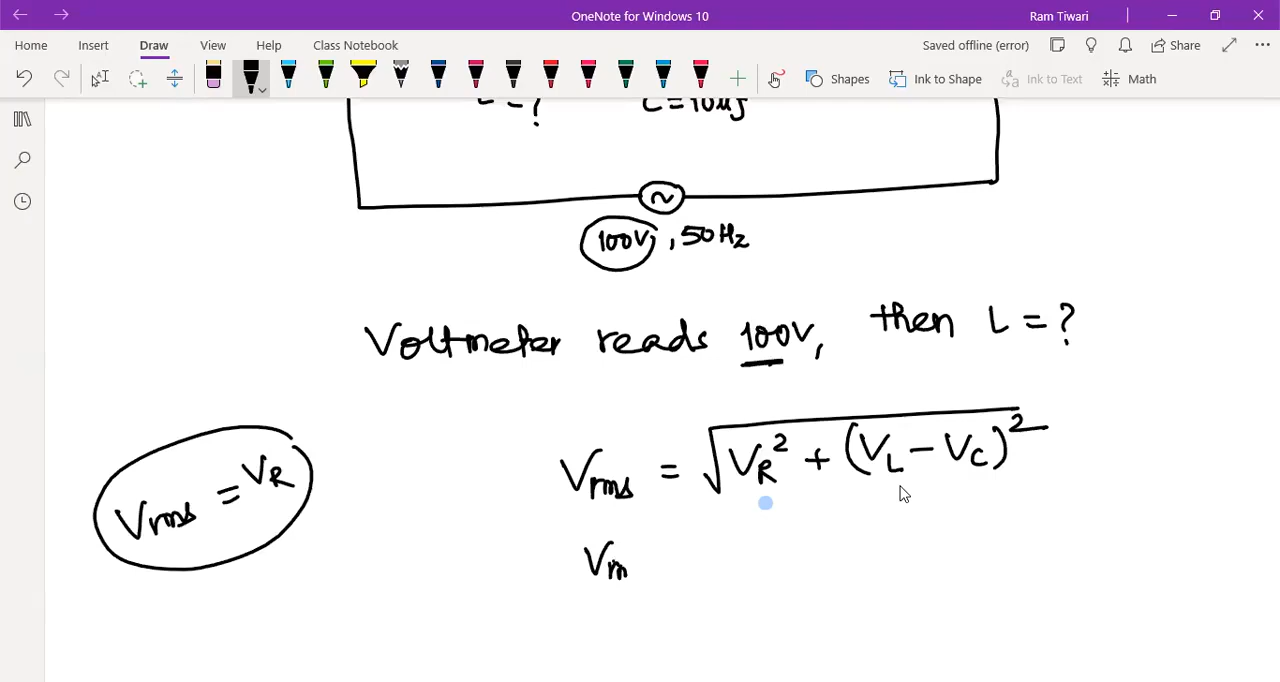 OneNote for Windows 10
Ram Tiwari
Home Insert Draw View Help Class Notebook
Saved offline (error) Share
Shapes Ink to Shape Ink to Text Math
L = ? C = 10μf
100V, 50Hz
Voltmeter reads 100V, then L = ?
Vrms = √VR² + (VL − VC)²
Vrms = VR
Vm